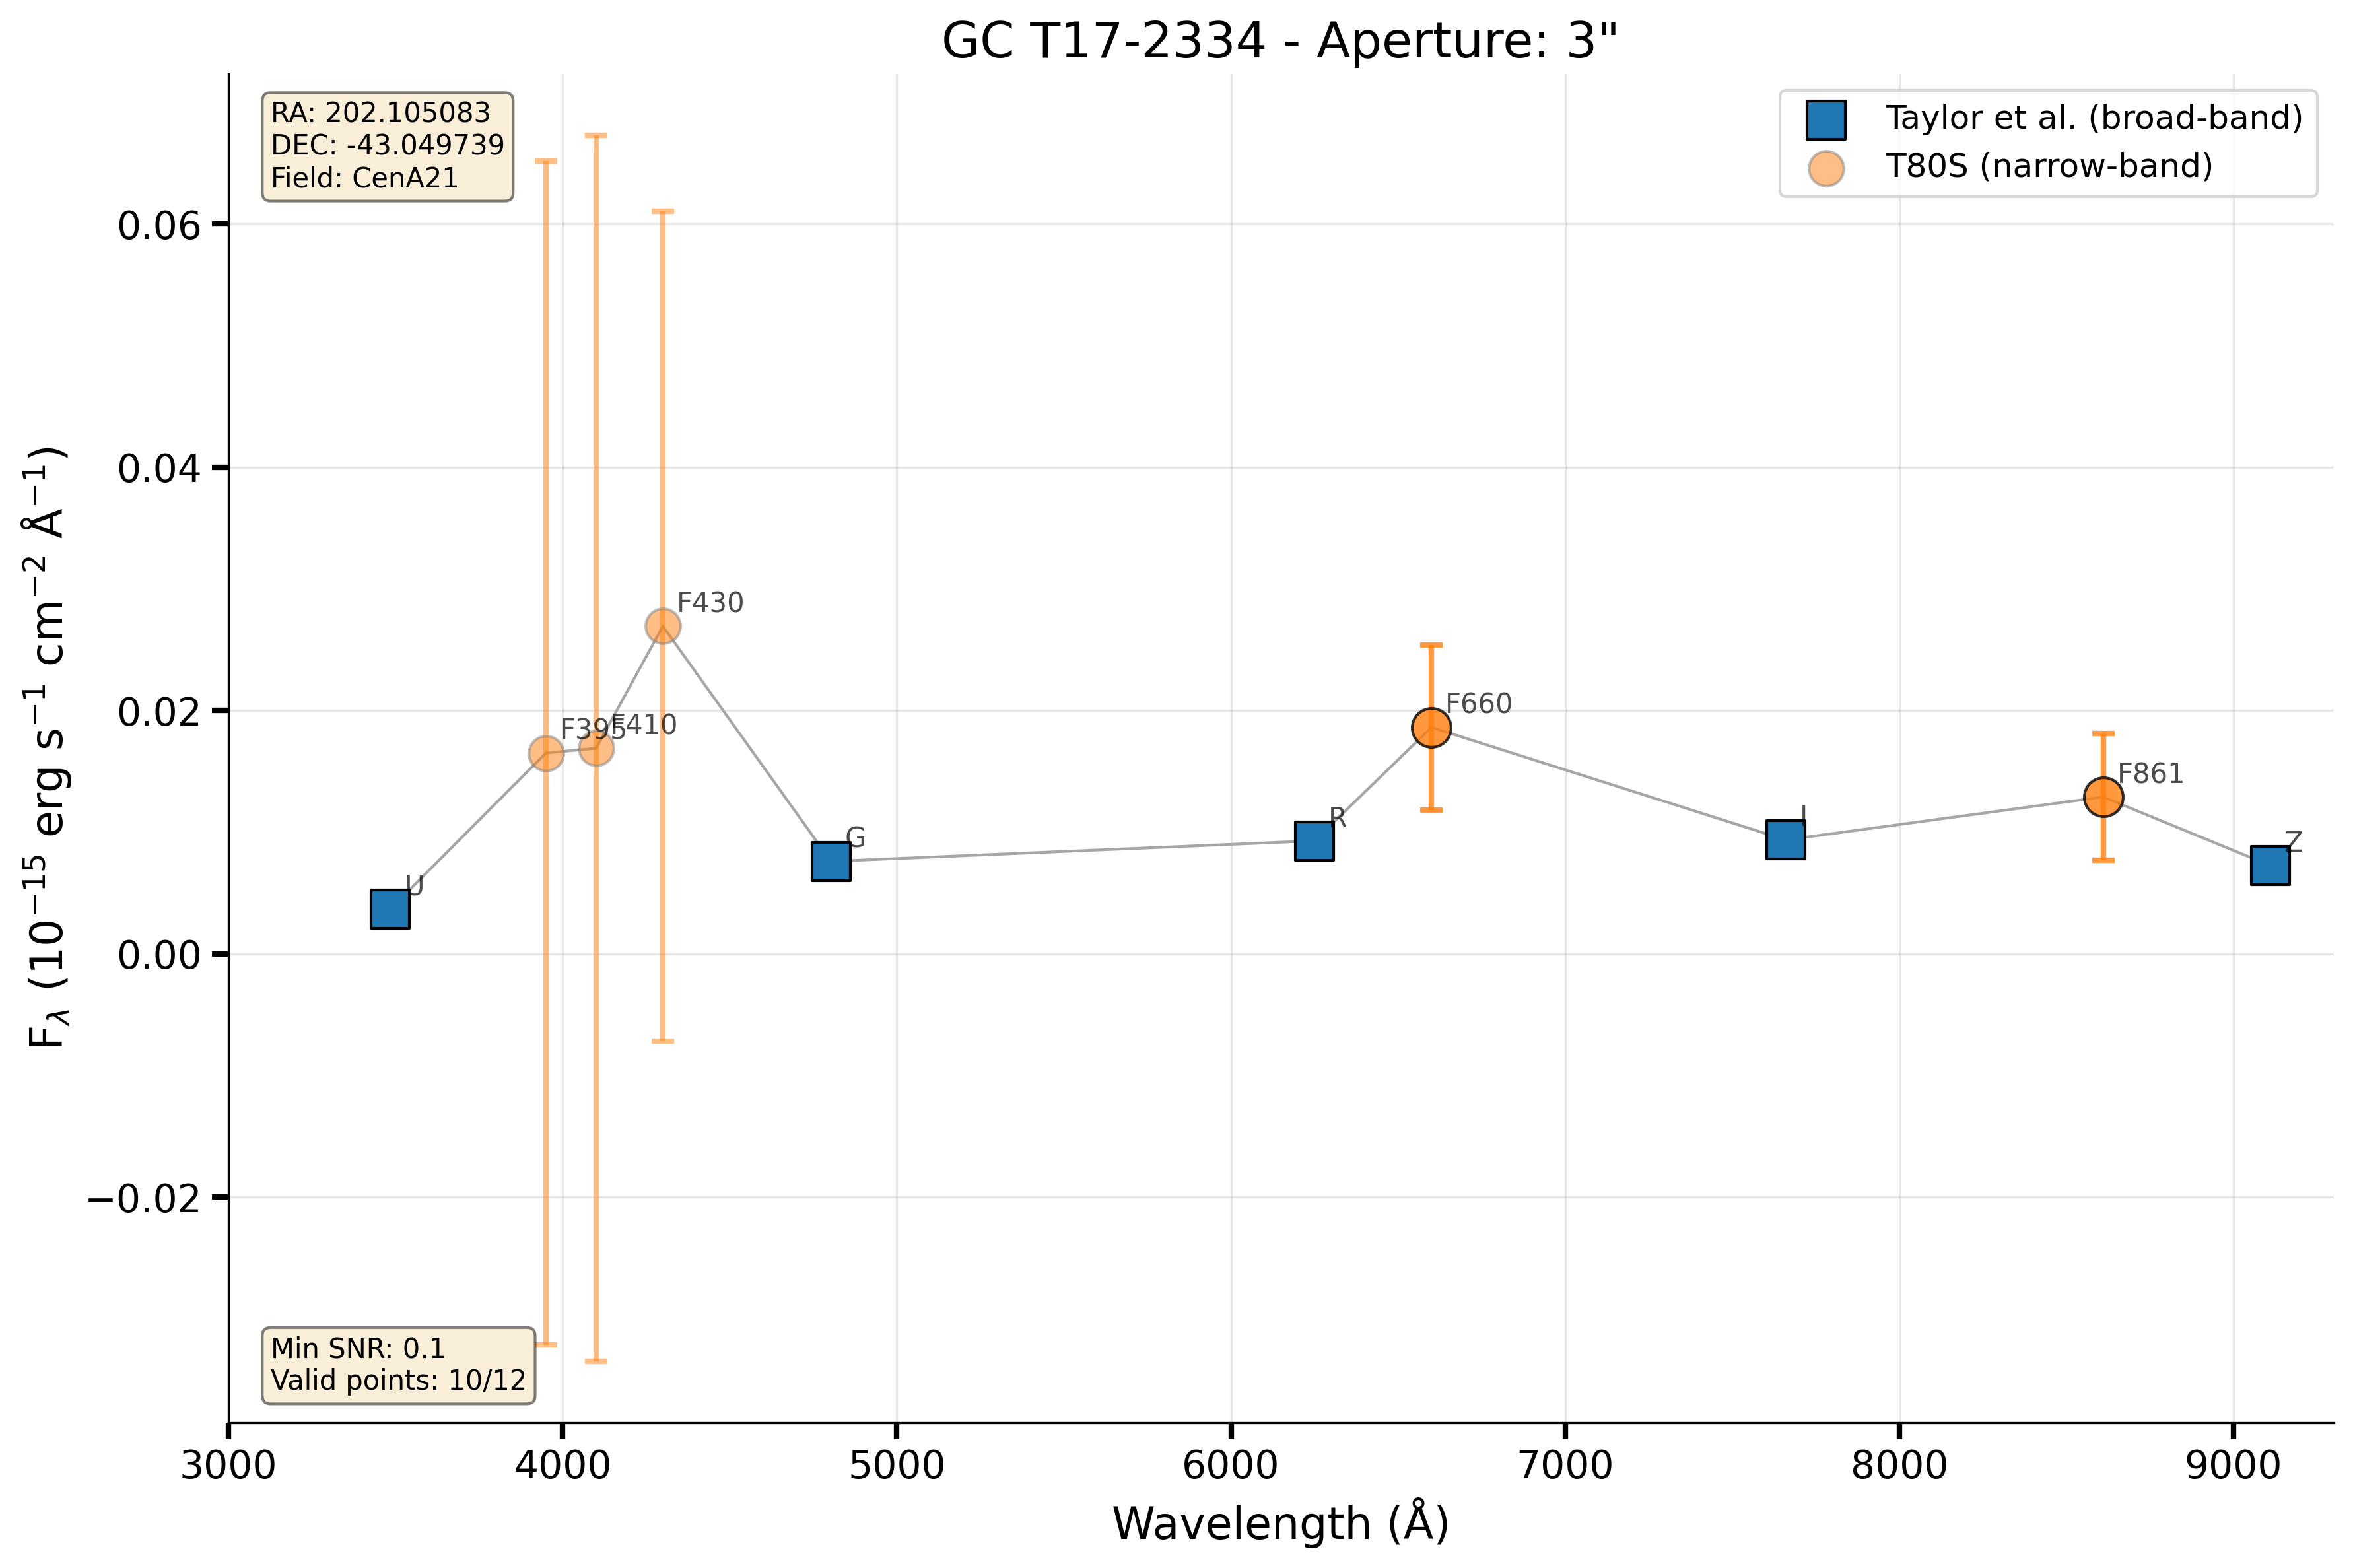 GC T17-2334 - Aperture: 3"
RA: 202.105083
DEC: -43.049739
Field: CenA21
Taylor et al. (broad-band)
T80S (narrow-band)
0.06
0.04
0.02
0.00
−0.02
F𝜆 (10⁻¹⁵ erg s⁻¹ cm⁻² Å⁻¹)
U
F395
F410
F430
G
R
F660
I
F861
Z
Min SNR: 0.1
Valid points: 10/12
3000
4000
5000
6000
7000
8000
9000
Wavelength (Å)